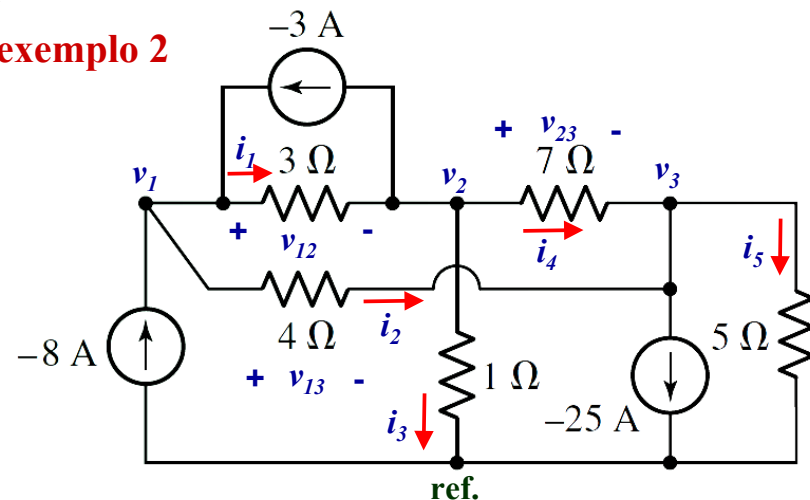 –3 A
exemplo 2
+ v23 -
i1 3 Ω 7 Ω
v1 v2 v3
+ v12 - i4 i5
–8 A 4 Ω i2 5 Ω
+ v13 - 1 Ω
i3 –25 A
ref.